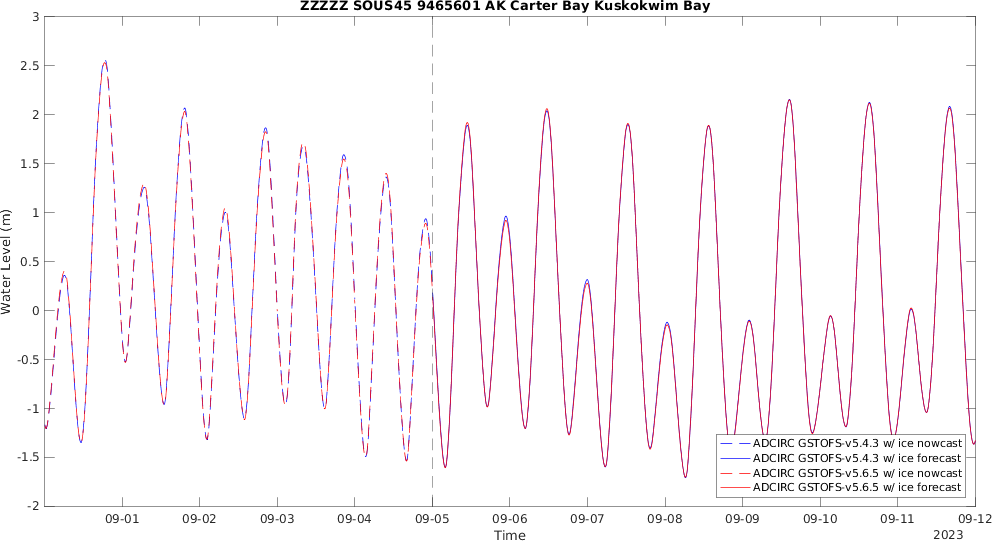 ZZZZZ SOUS45 9465601 AK Carter Bay Kuskokwim Bay
3
2.5
2
1.5
1
0.5
0
-0.5
-1
-1.5
-2
Water Level (m)
09-01 09-02 09-03 09-04 09-05 09-06 09-07 09-08 09-09 09-10 09-11 09-12
Time
2023
ADCIRC GSTOFS-v5.4.3 w/ ice nowcast
ADCIRC GSTOFS-v5.4.3 w/ ice forecast
ADCIRC GSTOFS-v5.6.5 w/ ice nowcast
ADCIRC GSTOFS-v5.6.5 w/ ice forecast